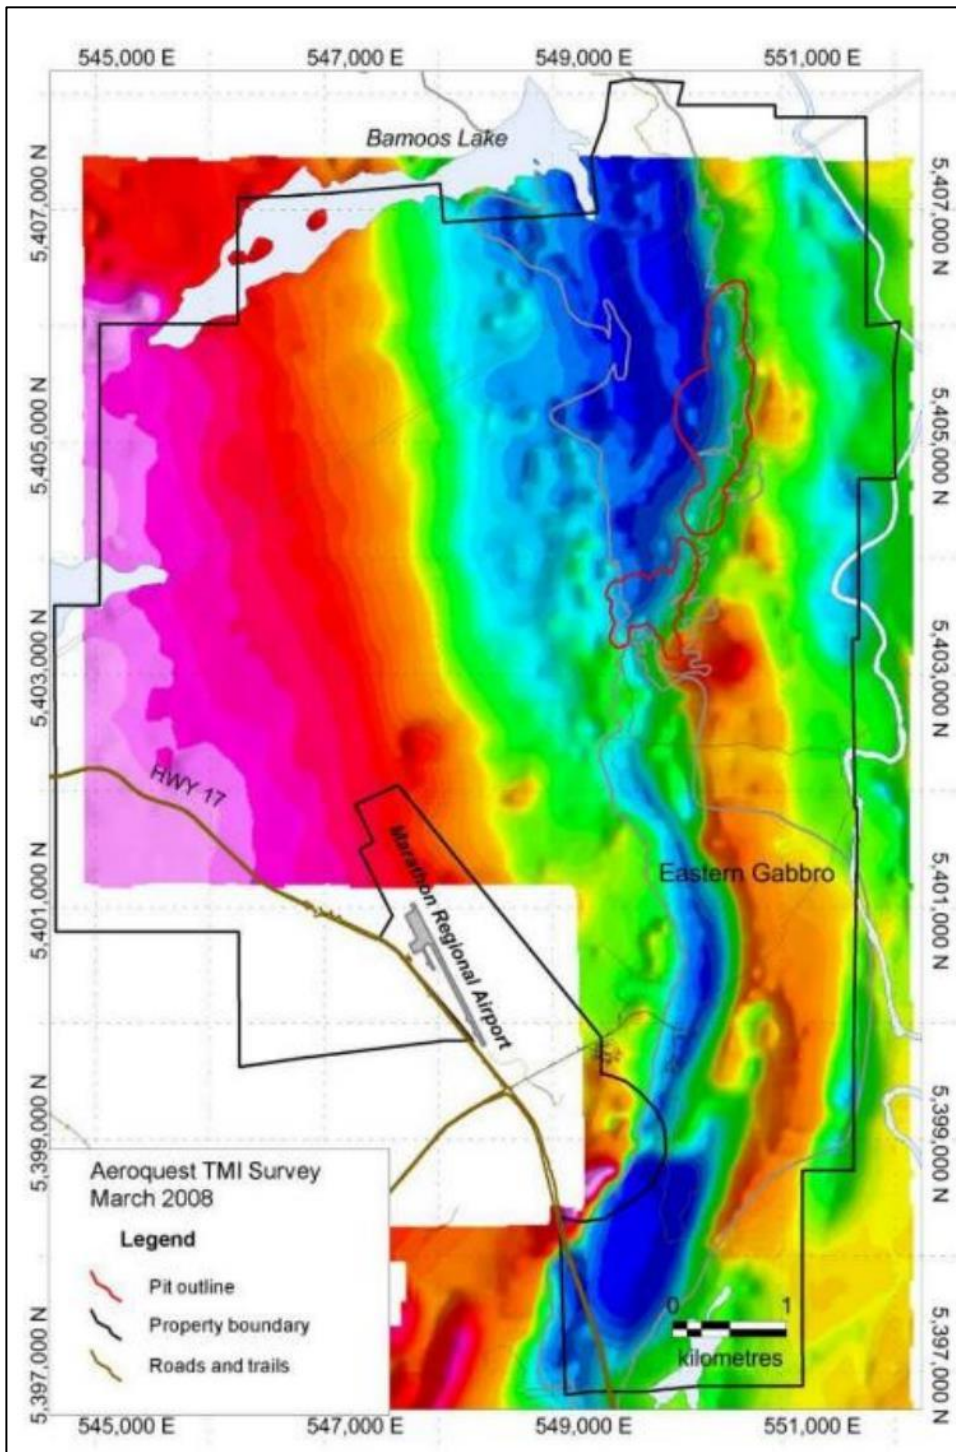 545,000 E 547,000 E 549,000 E 551,000 E
Bamoos Lake
5,407,000 N
5,407,000 N
5,405,000 N
5,405,000 N
5,403,000 N
5,403,000 N
HWY 17
Marathon Regional Airport
Eastern Gabbro
5,401,000 N
5,401,000 N
5,399,000 N
5,399,000 N
Aeroquest TMI Survey
March 2008
Legend
Pit outline
Property boundary
Roads and trails
0 1
kilometres
5,397,000 N
5,397,000 N
545,000 E 547,000 E 549,000 E 551,000 E